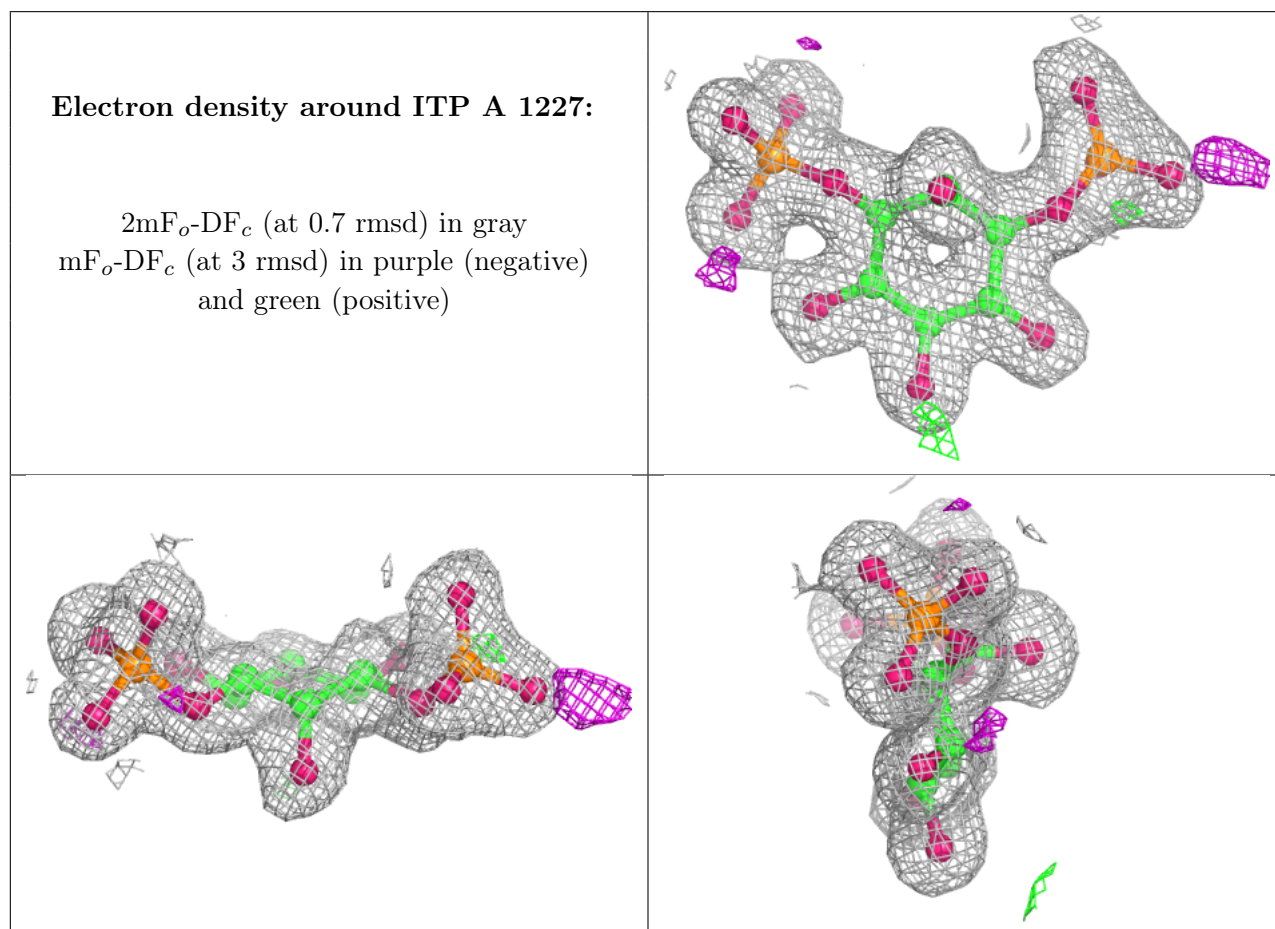 Electron density around ITP A 1227:
2mFₒ-DF𝒸 (at 0.7 rmsd) in gray
mFₒ-DF𝒸 (at 3 rmsd) in purple (negative)
and green (positive)